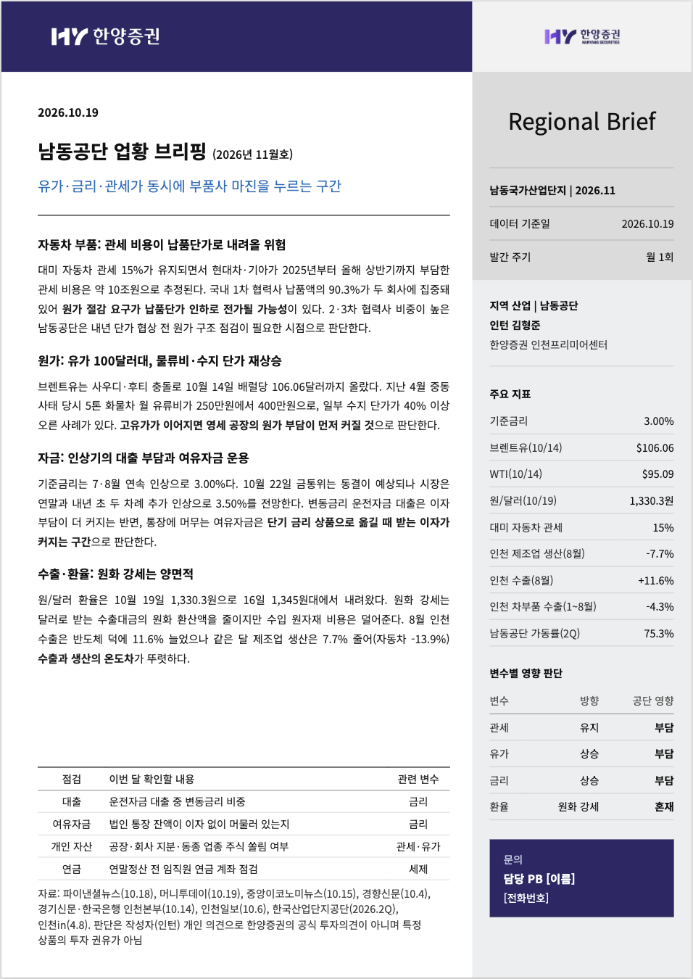 HY 한양증권
HY 한양증권
HANYANG SECURITIES
2026.10.19
남동공단 업황 브리핑 (2026년 11월호)
유가·금리·관세가 동시에 부품사 마진을 누르는 구간
자동차 부품: 관세 비용이 납품단가로 내려올 위험
대미 자동차 관세 15%가 유지되면서 현대차·기아가 2025년부터 올해 상반기까지 부담한
관세 비용은 약 10조원으로 추정된다. 국내 1차 협력사 납품액의 90.3%가 두 회사에 집중돼
있어 원가 절감 요구가 납품단가 인하로 전가될 가능성이 있다. 2·3차 협력사 비중이 높은
남동공단은 내년 단가 협상 전 원가 구조 점검이 필요한 시점으로 판단한다.
원가: 유가 100달러대, 물류비·수지 단가 재상승
브렌트유는 사우디·후티 충돌로 10월 14일 배럴당 106.06달러까지 올랐다. 지난 4월 중동
사태 당시 5톤 화물차 월 유류비가 250만원에서 400만원으로, 일부 수지 단가가 40% 이상
오른 사례가 있다. 고유가가 이어지면 영세 공장의 원가 부담이 먼저 커질 것으로 판단한다.
자금: 인상기의 대출 부담과 여유자금 운용
기준금리는 7·8월 연속 인상으로 3.00%다. 10월 22일 금통위는 동결이 예상되나 시장은
연말과 내년 초 두 차례 추가 인상으로 3.50%를 전망한다. 변동금리 운전자금 대출은 이자
부담이 더 커지는 반면, 통장에 머무는 여유자금은 단기 금리 상품으로 옮길 때 받는 이자가
커지는 구간으로 판단한다.
수출·환율: 원화 강세는 양면적
원/달러 환율은 10월 19일 1,330.3원으로 16일 1,345원대에서 내려왔다. 원화 강세는
달러로 받는 수출대금의 원화 환산액을 줄이지만 수입 원자재 비용은 덜어준다. 8월 인천
수출은 반도체 덕에 11.6% 늘었으나 같은 달 제조업 생산은 7.7% 줄어(자동차 -13.9%)
수출과 생산의 온도차가 뚜렷하다.
점검 이번 달 확인할 내용 관련 변수
대출 운전자금 대출 중 변동금리 비중 금리
여유자금 법인 통장 잔액이 이자 없이 머물러 있는지 금리
개인 자산 공장·회사 지분·동종 업종 주식 쏠림 여부 관세·유가
연금 연말정산 전 임직원 연금 계좌 점검 세제
자료: 파이낸셜뉴스(10.18), 머니투데이(10.19), 중앙이코노미뉴스(10.15), 경향신문(10.4),
경기신문·한국은행 인천본부(10.14), 인천일보(10.6), 한국산업단지공단(2026.2Q),
인천in(4.8). 판단은 작성자(인턴) 개인 의견으로 한양증권의 공식 투자의견이 아니며 특정
상품의 투자 권유가 아님
Regional Brief
남동국가산업단지 | 2026.11
데이터 기준일 2026.10.19
발간 주기 월 1회
지역 산업 | 남동공단
인턴 김형준
한양증권 인천프리미어센터
주요 지표
기준금리 3.00%
브렌트유(10/14) $106.06
WTI(10/14) $95.09
원/달러(10/19) 1,330.3원
대미 자동차 관세 15%
인천 제조업 생산(8월) -7.7%
인천 수출(8월) +11.6%
인천 차부품 수출(1~8월) -4.3%
남동공단 가동률(2Q) 75.3%
변수별 영향 판단
변수 방향 공단 영향
관세 유지 부담
유가 상승 부담
금리 상승 부담
환율 원화 강세 혼재
문의
담당 PB [이름]
[전화번호]